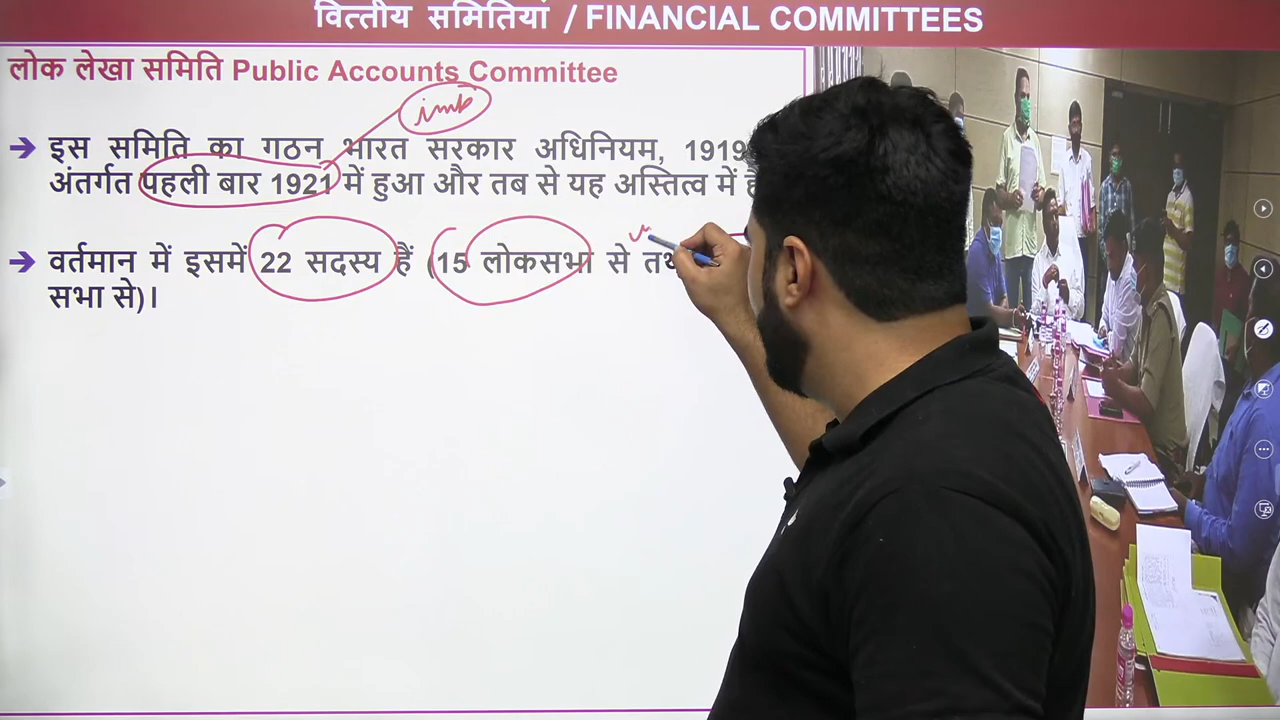 वित्तीय समितियां / FINANCIAL COMMITTEES
लोक लेखा समिति Public Accounts Committee
imp
इस समिति का गठन भारत सरकार अधिनियम, 1919
अंतर्गत पहली बार 1921 में हुआ और तब से यह अस्तित्व में है
वर्तमान में इसमें 22 सदस्य हैं (15 लोकसभा से
सभा से)।